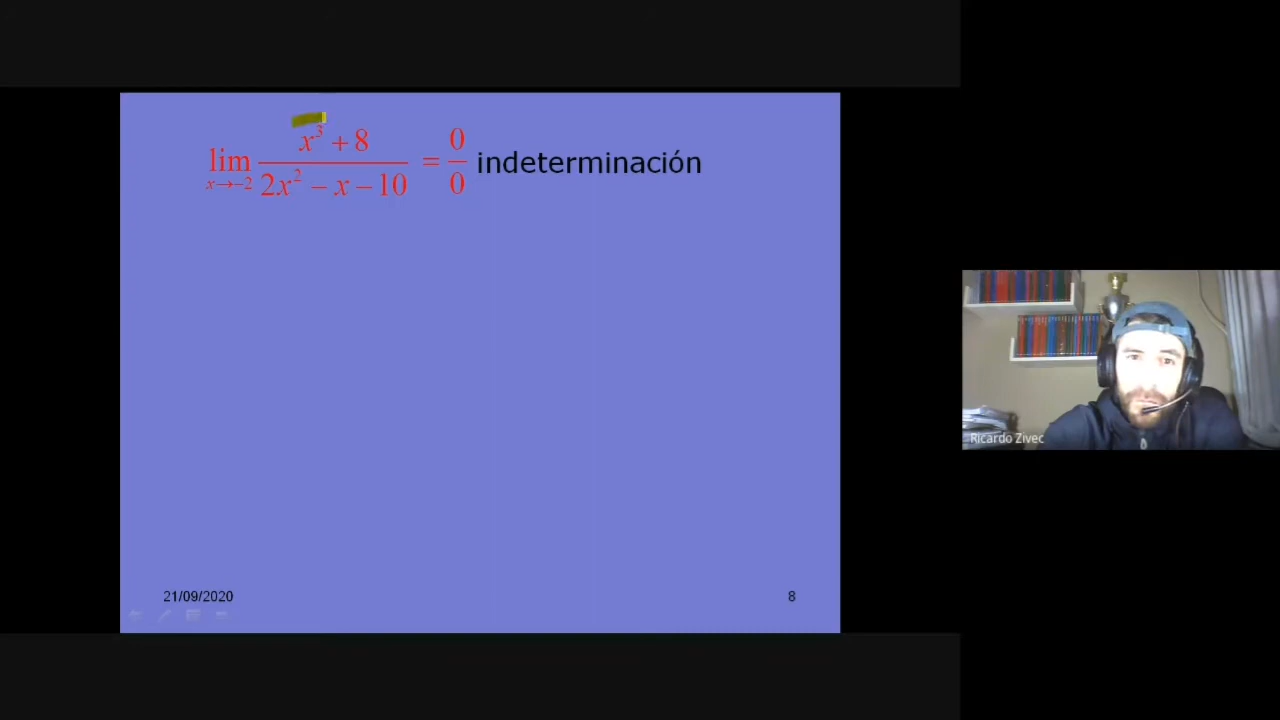 lim x→−2 x³ + 8 / 2x² − x − 10 = 0/0 indeterminación
Ricardo Zivec
21/09/2020
8